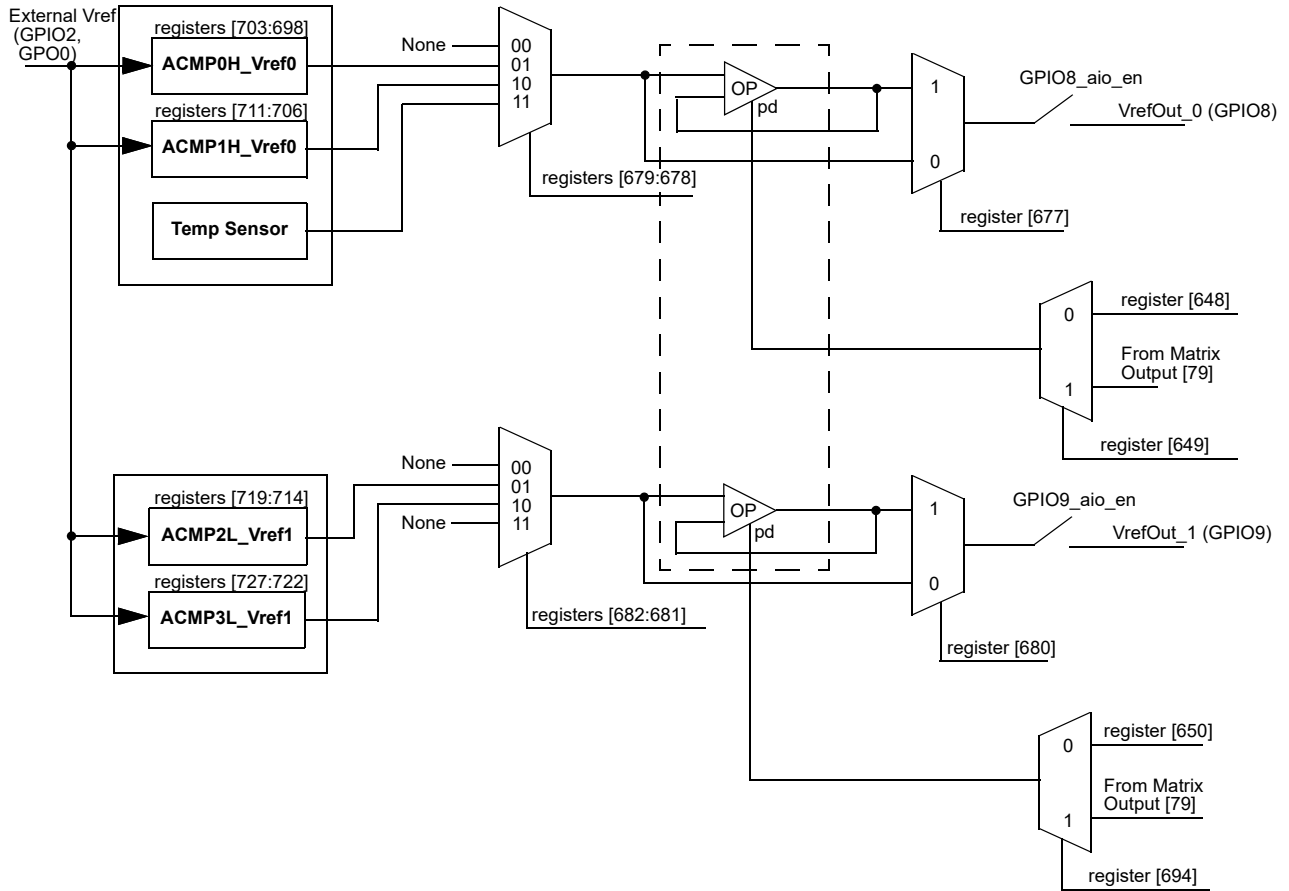 External Vref
(GPIO2,
GPO0)
registers [703:698]
ACMP0H_Vref0
registers [711:706]
ACMP1H_Vref0
Temp Sensor
None
00
01
10
11
registers [679:678]
OP
pd
1
0
register [677]
GPIO8_aio_en
VrefOut_0 (GPIO8)
0
1
register [648]
From Matrix
Output [79]
register [649]
registers [719:714]
ACMP2L_Vref1
registers [727:722]
ACMP3L_Vref1
None
None
00
01
10
11
registers [682:681]
OP
pd
1
0
register [680]
GPIO9_aio_en
VrefOut_1 (GPIO9)
0
1
register [650]
From Matrix
Output [79]
register [694]